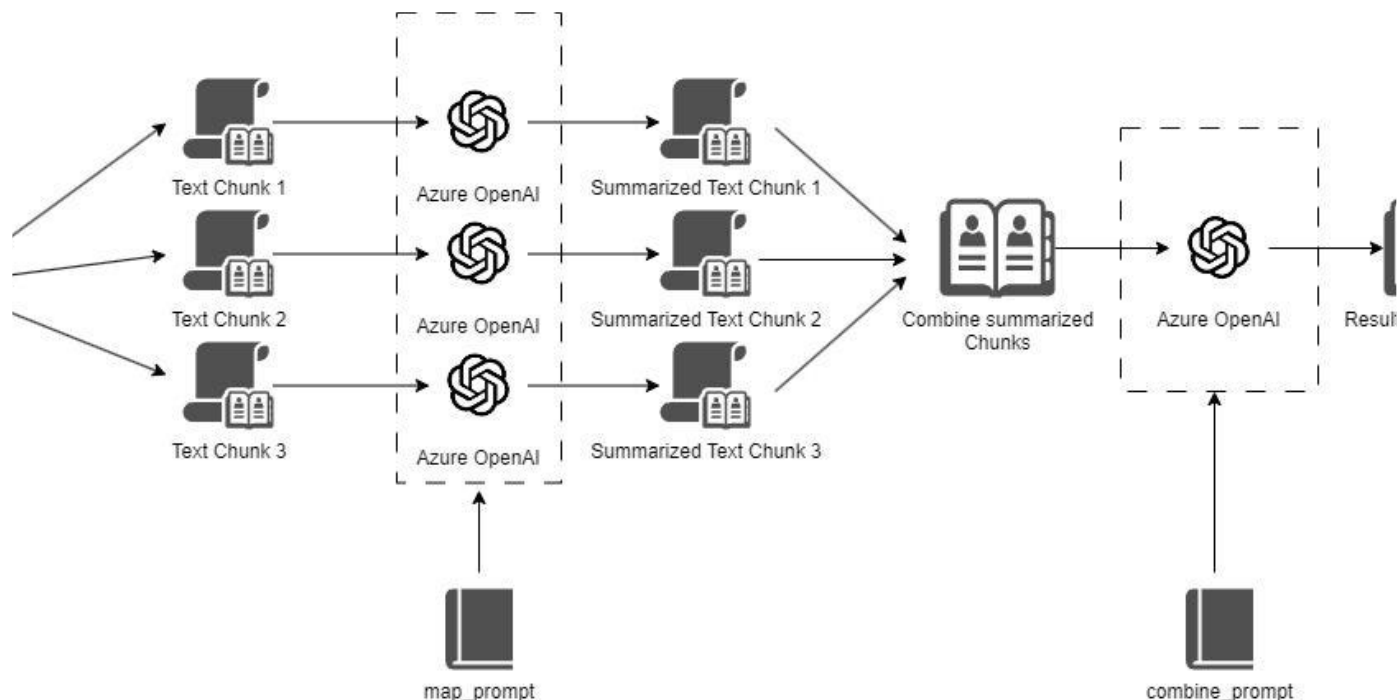 Text Chunk 1
Azure OpenAI
Summarized Text Chunk 1
Text Chunk 2
Azure OpenAI
Summarized Text Chunk 2
Combine summarized
Chunks
Azure OpenAI
Text Chunk 3
Azure OpenAI
Summarized Text Chunk 3
map_prompt
combine_prompt